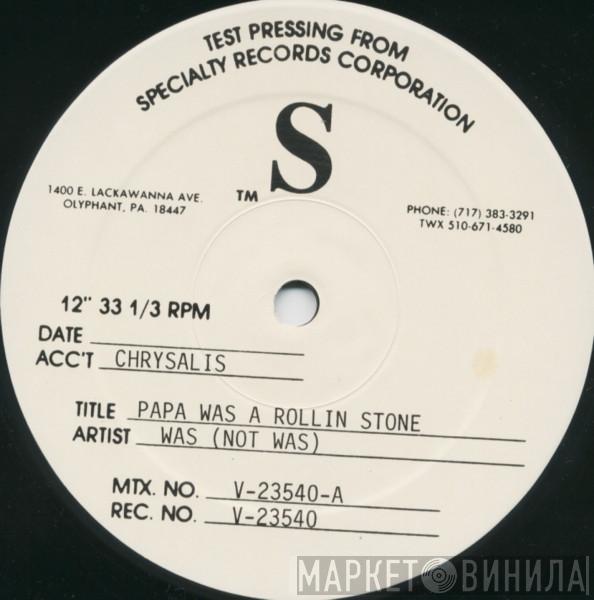 TEST PRESSING FROM
SPECIALTY RECORDS CORPORATION
S
TM
1400 E. LACKAWANNA AVE.
OLYPHANT, PA. 18447
PHONE: (717) 383-3291
TWX 510-671-4580
12" 33 1/3 RPM
DATE
ACC'T CHRYSALIS
TITLE PAPA WAS A ROLLIN STONE
ARTIST WAS (NOT WAS)
MTX. NO. V-23540-A
REC. NO. V-23540
МАРКЕТ ВИНИЛА